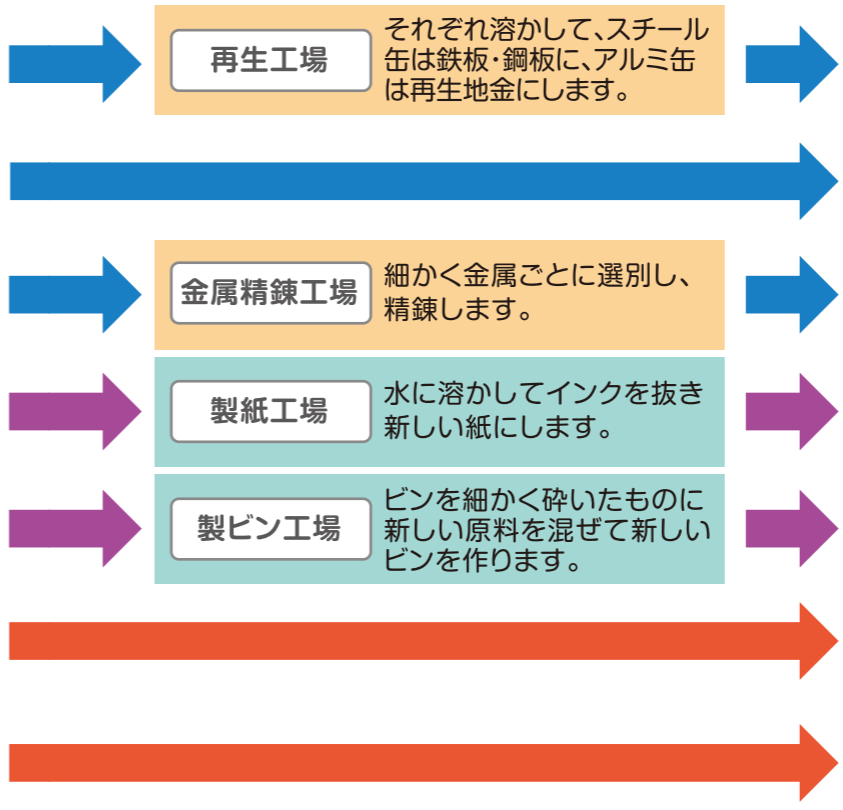 再生工場
それぞれ溶かして、スチール
缶は鉄板・鋼板に、アルミ缶
は再生地金にします。
金属精錬工場
細かく金属ごとに選別し、
精錬します。
製紙工場
水に溶かしてインクを抜き
新しい紙にします。
製ビン工場
ビンを細かく砕いたものに
新しい原料を混ぜて新しい
ビンを作ります。